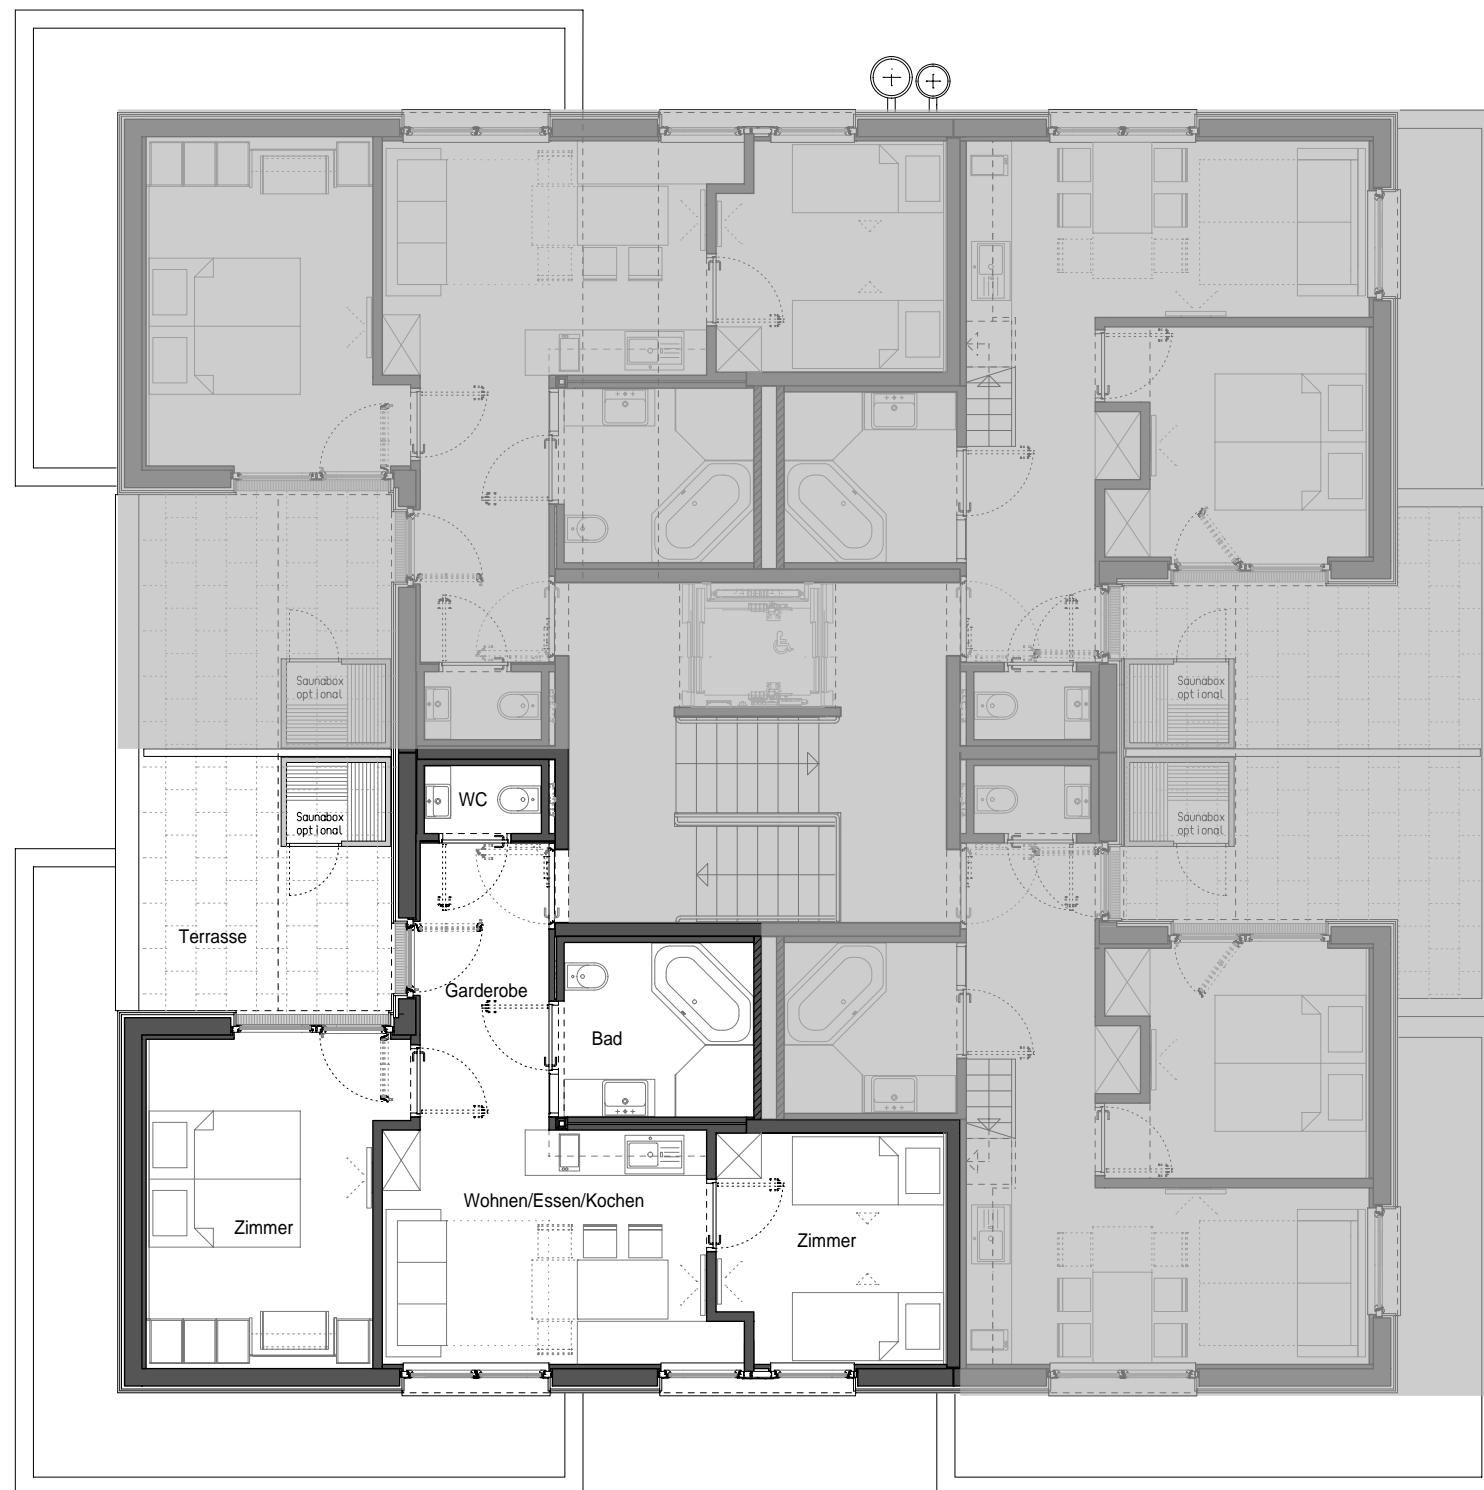 Saunabox
optional
Saunabox
optional
WC
Saunabox
optional
Saunabox
optional
Terrasse
Garderobe
Bad
Wohnen/Essen/Kochen
Zimmer
Zimmer